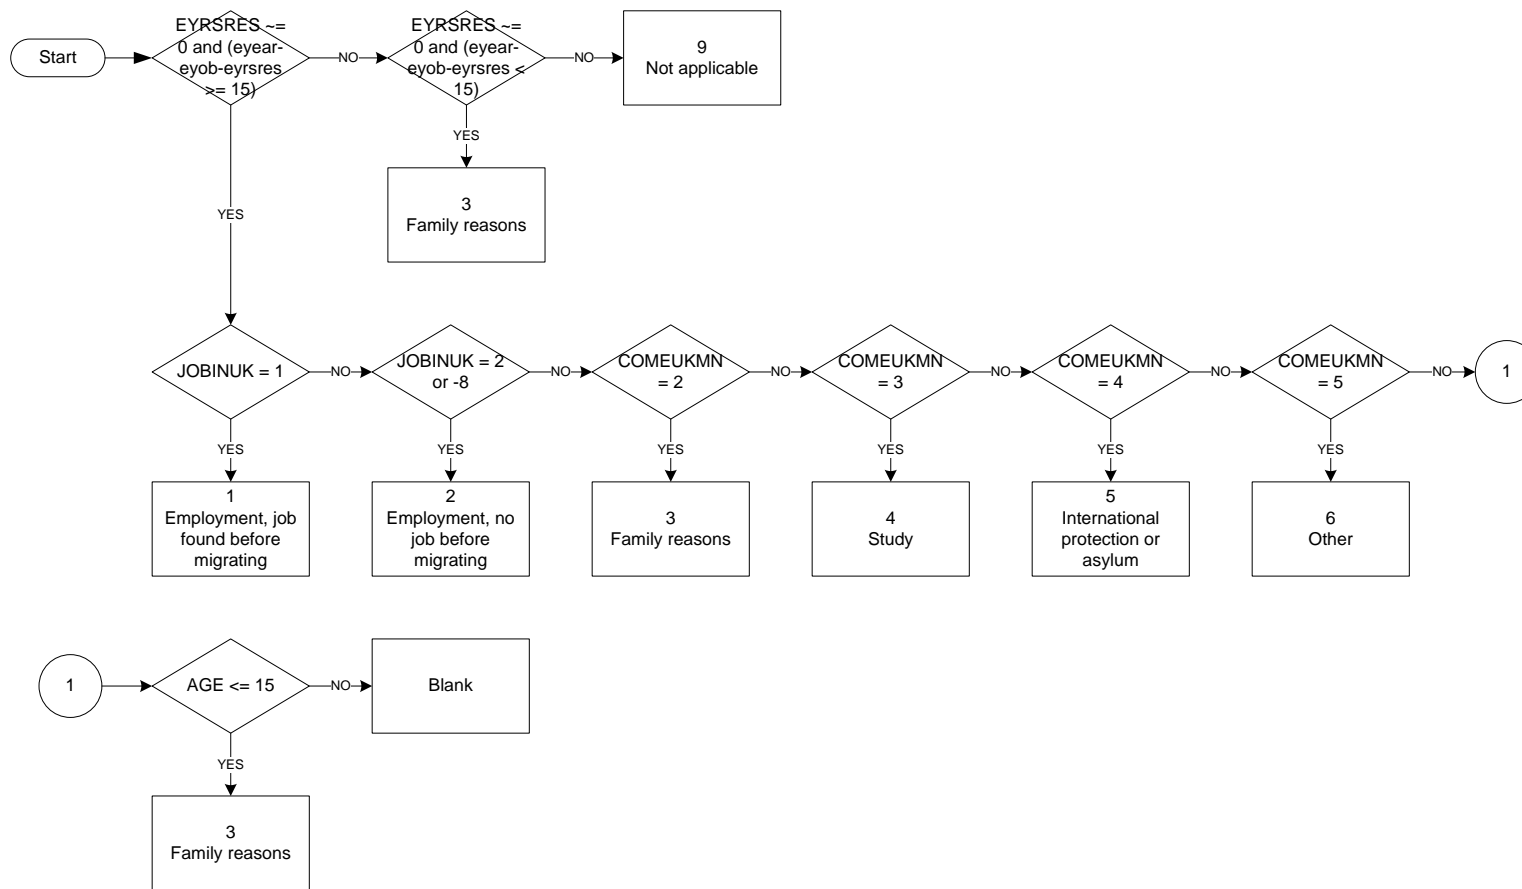 Start
EYRSRES ~=
0 and (eyear-
eyob-eyrsres
>= 15)
NO
EYRSRES ~=
0 and (eyear-
eyob-eyrsres <
15)
NO
9
Not applicable
YES
3
Family reasons
YES
JOBINUK = 1
NO
JOBINUK = 2
or -8
NO
COMEUKMN
= 2
NO
COMEUKMN
= 3
NO
COMEUKMN
= 4
NO
COMEUKMN
= 5
NO
1
YES
YES
YES
YES
YES
YES
1
Employment, job
found before
migrating
2
Employment, no
job before
migrating
3
Family reasons
4
Study
5
International
protection or
asylum
6
Other
1
AGE <= 15
NO
Blank
YES
3
Family reasons